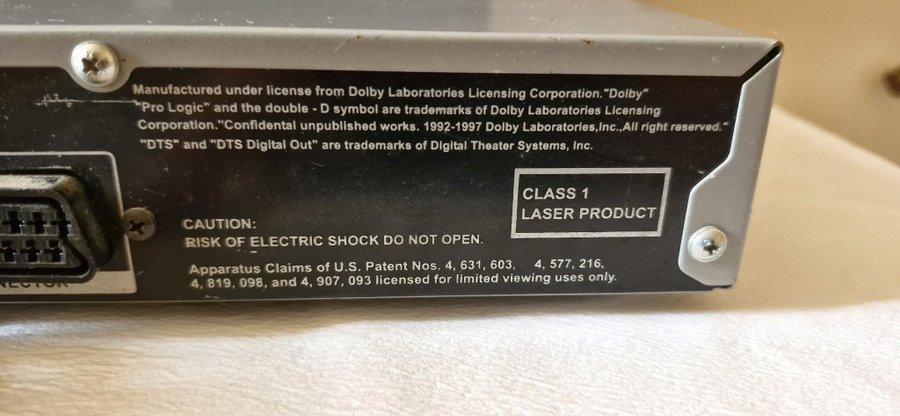 Manufactured under license from Dolby Laboratories Licensing Corporation."Dolby"
"Pro Logic" and the double - D symbol are trademarks of Dolby Laboratories Licensing
Corporation."Confidental unpublished works. 1992-1997 Dolby Laboratories,Inc.,All right reserved."
"DTS" and "DTS Digital Out" are trademarks of Digital Theater Systems, Inc.
CLASS 1
LASER PRODUCT
CAUTION:
RISK OF ELECTRIC SHOCK DO NOT OPEN.
Apparatus Claims of U.S. Patent Nos. 4, 631, 603, 4, 577, 216,
4, 819, 098, and 4, 907, 093 licensed for limited viewing uses only.